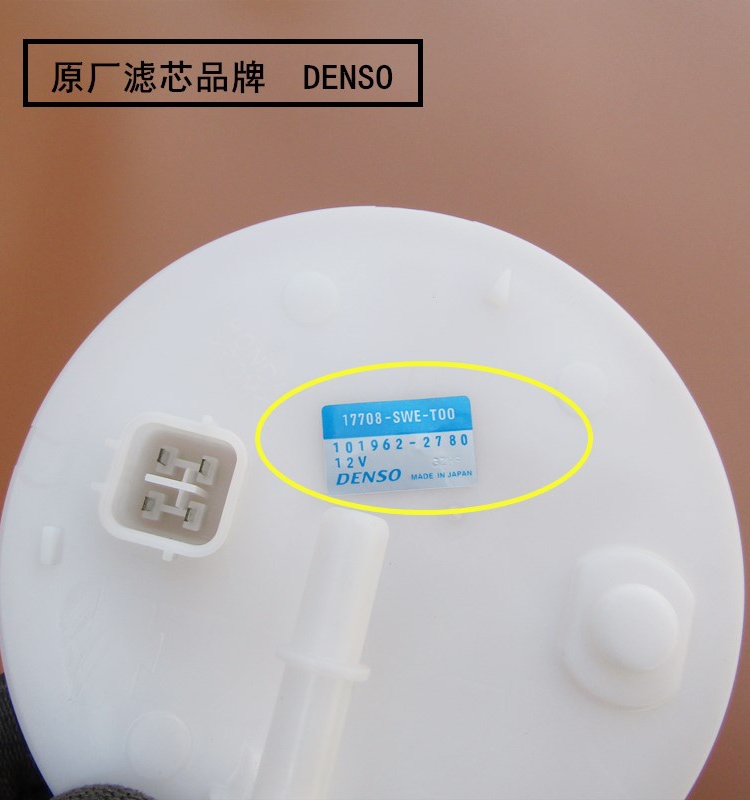 原厂滤芯品牌 DENSO
17708-SWE-T00
101962-2780
12V
DENSO MADE IN JAPAN